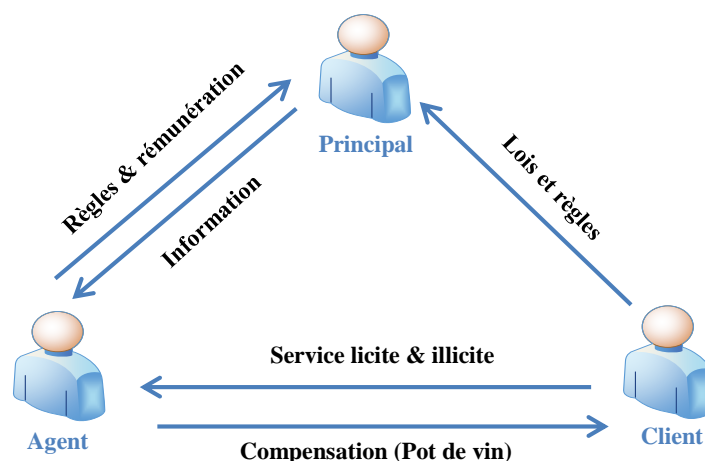 Principal
Règles & rémunération
Information
Lois et règles
Service licite & illicite
Agent
Client
Compensation (Pot de vin)